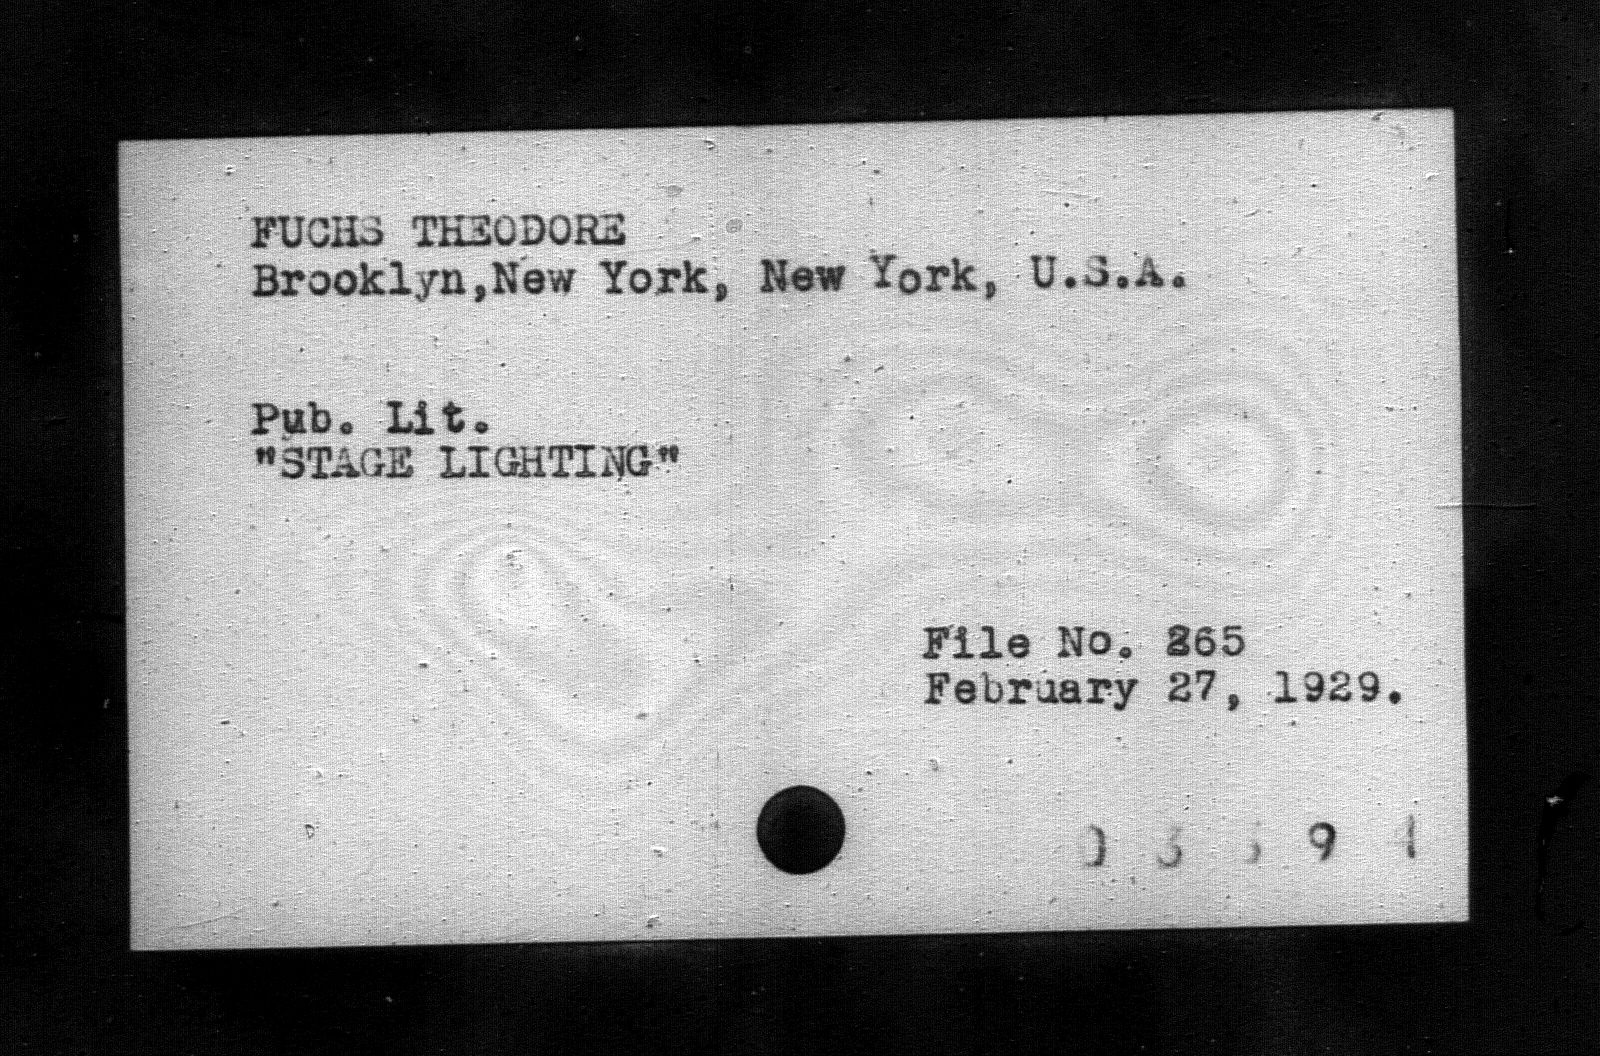 FUCHS THEODORE
Brooklyn,New York, New York, U.S.A.
Pub. Lit.
"STAGE LIGHTING"
File No. 265
February 27, 1929.